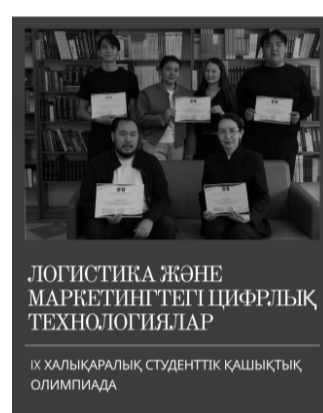 ЛОГИСТИКА ЖӘНЕ
МАРКЕТИНГТЕГІ ЦИФРЛЫҚ
ТЕХНОЛОГИЯЛАР
IX ХАЛЫҚАРАЛЫҚ СТУДЕНТТІК ҚАШЫҚТЫҚ
ОЛИМПИАДА